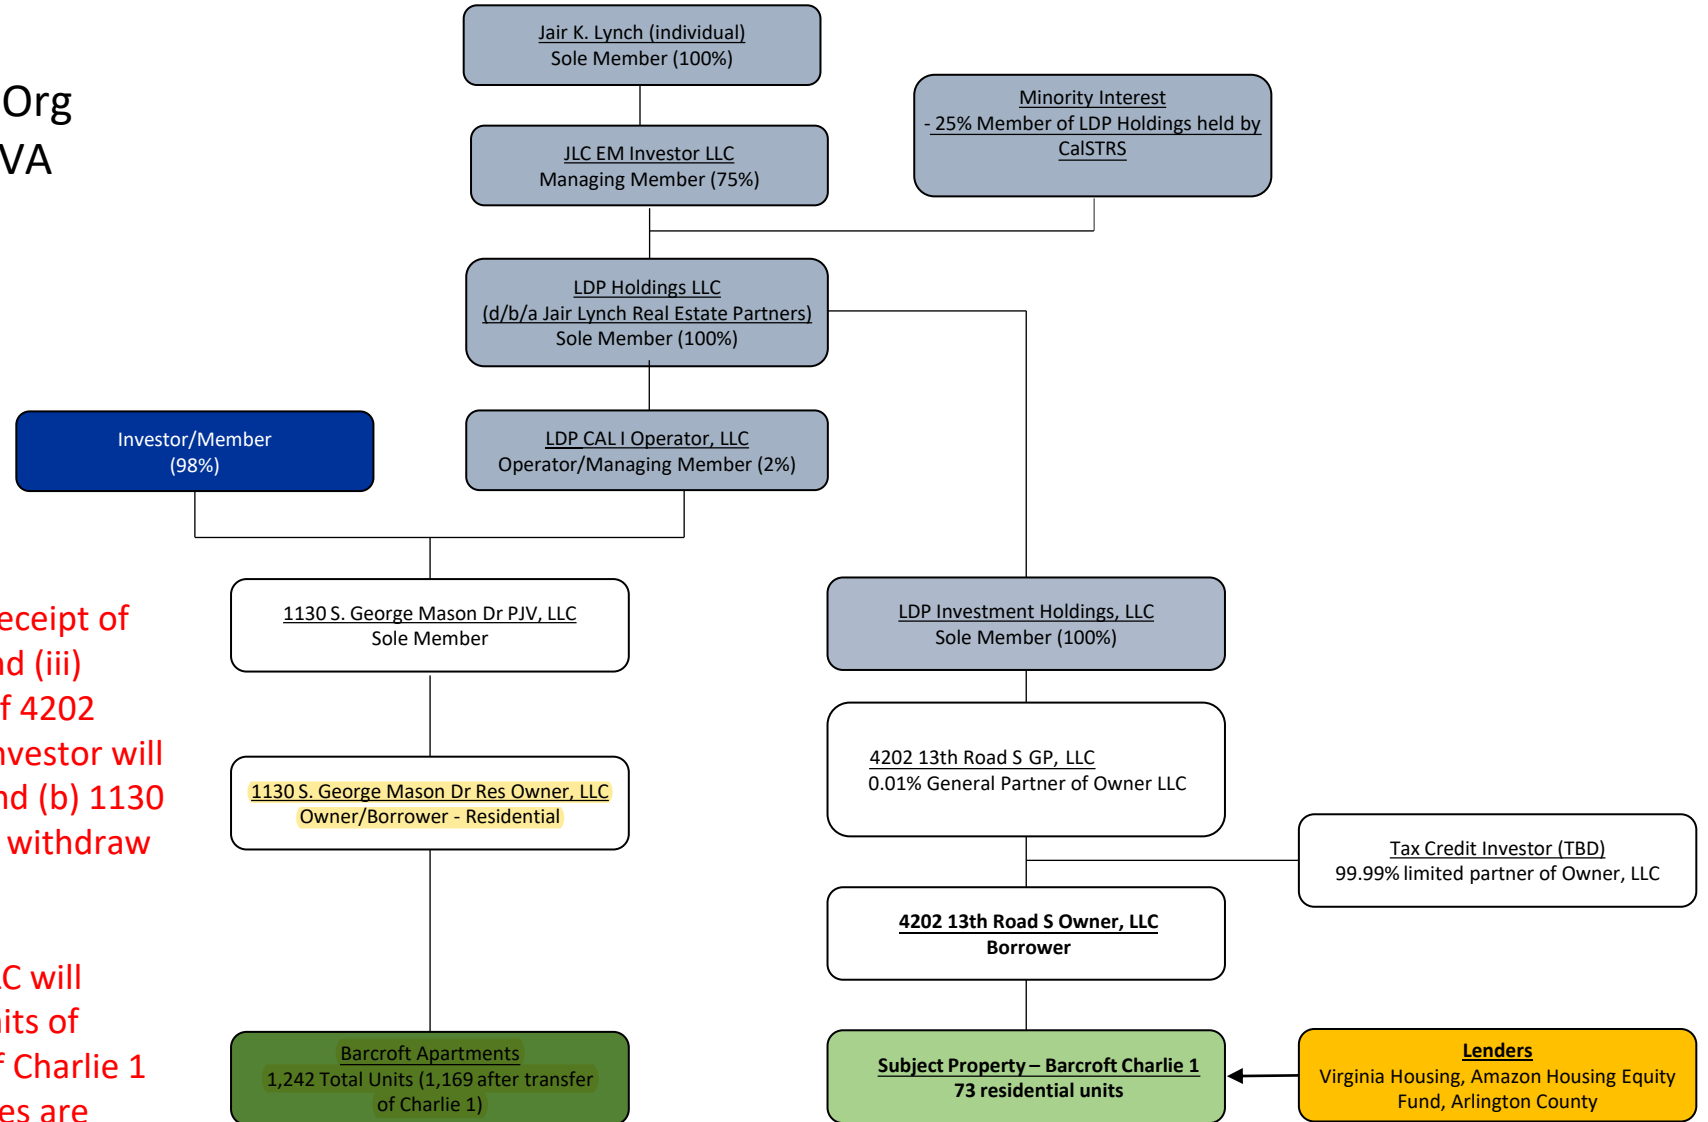 Jair K. Lynch (individual)
Sole Member (100%)
Org
VA
Minority Interest
- 25% Member of LDP Holdings held by
CalSTRS
JLC EM Investor LLC
Managing Member (75%)
LDP Holdings LLC
(d/b/a Jair Lynch Real Estate Partners)
Sole Member (100%)
Investor/Member
(98%)
LDP CAL I Operator, LLC
Operator/Managing Member (2%)
1130 S. George Mason Dr PJV, LLC
Sole Member
LDP Investment Holdings, LLC
Sole Member (100%)
eceipt of
nd (iii)
f 4202
nvestor will
nd (b) 1130
withdraw
4202 13th Road S GP, LLC
0.01% General Partner of Owner LLC
1130 S. George Mason Dr Res Owner, LLC
Owner/Borrower - Residential
Tax Credit Investor (TBD)
99.99% limited partner of Owner, LLC
4202 13th Road S Owner, LLC
Borrower
LC will
nits of
f Charlie 1
es are
Barcroft Apartments
1,242 Total Units (1,169 after transfer
of Charlie 1)
Subject Property – Barcroft Charlie 1
73 residential units
Lenders
Virginia Housing, Amazon Housing Equity
Fund, Arlington County